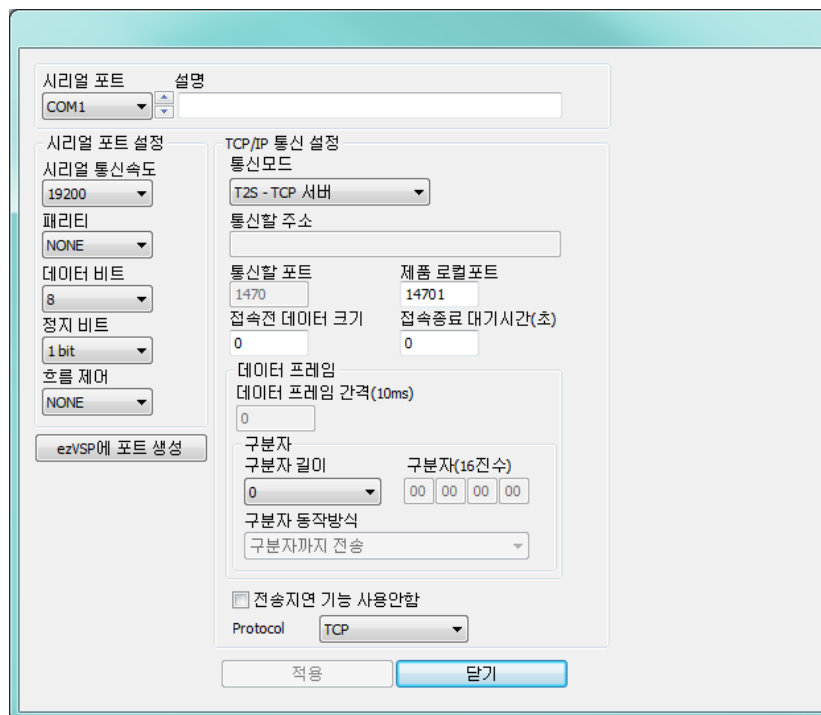 시리얼 포트 설명
COM1
시리얼 포트 설정
시리얼 통신속도
19200
패리티
NONE
데이터 비트
8
정지 비트
1 bit
흐름 제어
NONE
ezVSP에 포트 생성
TCP/IP 통신 설정
통신모드
T2S - TCP 서버
통신할 주소
통신할 포트 제품 로컬포트
1470 14701
접속전 데이터 크기 접속종료 대기시간(초)
0 0
데이터 프레임
데이터 프레임 간격(10ms)
0
구분자
구분자 길이 구분자(16진수)
0 00 00 00 00
구분자 동작방식
구분자까지 전송
전송지연 기능 사용안함
Protocol TCP
적용 닫기